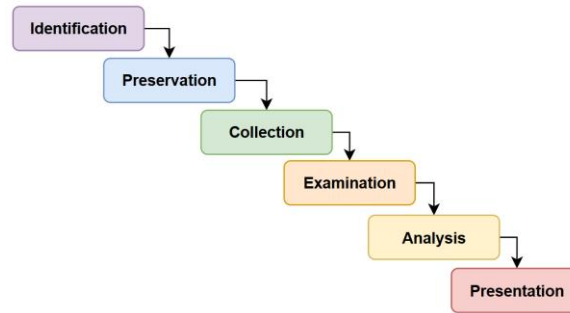 Identification
Preservation
Collection
Examination
Analysis
Presentation